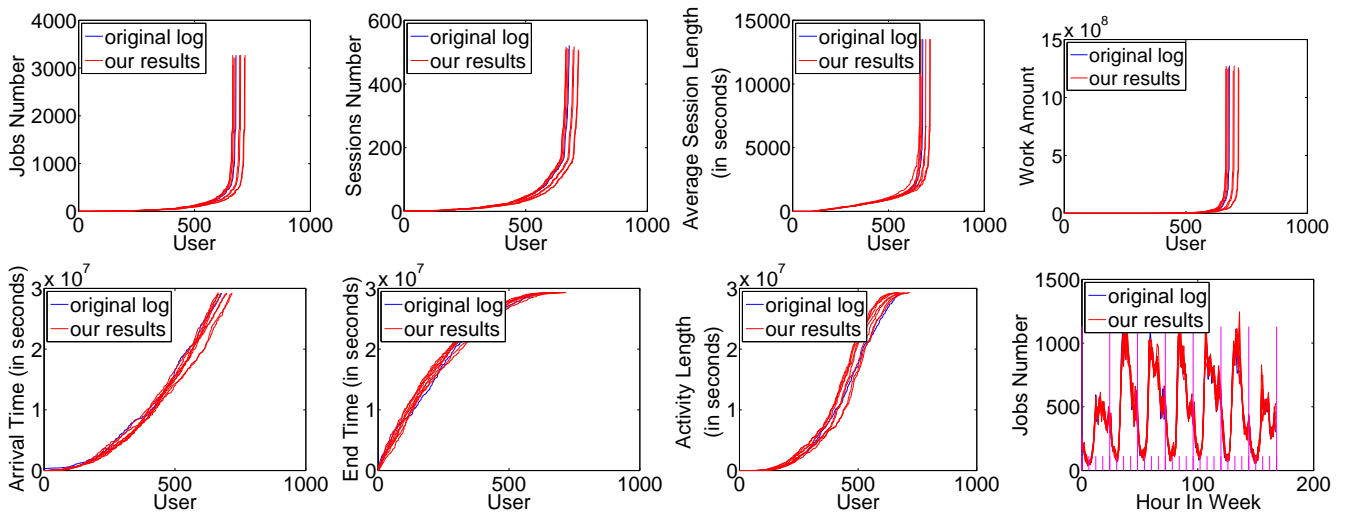 Jobs Number
4000
3000
2000
1000
0
0
500
1000
User
original log
our results
Sessions Number
600
400
200
0
0
500
1000
User
original log
our results
Average Session Length
(in seconds)
15000
10000
5000
0
0
500
1000
User
original log
our results
Work Amount
x 10^8
15
10
5
0
0
500
1000
User
original log
our results
Arrival Time (in seconds)
x 10^7
3
2
1
0
0
500
1000
User
original log
our results
End Time (in seconds)
x 10^7
3
2
1
0
0
500
1000
User
original log
our results
Activity Length
(in seconds)
x 10^7
3
2
1
0
0
500
1000
User
original log
our results
Jobs Number
1500
1000
500
0
0
100
200
Hour In Week
original log
our results